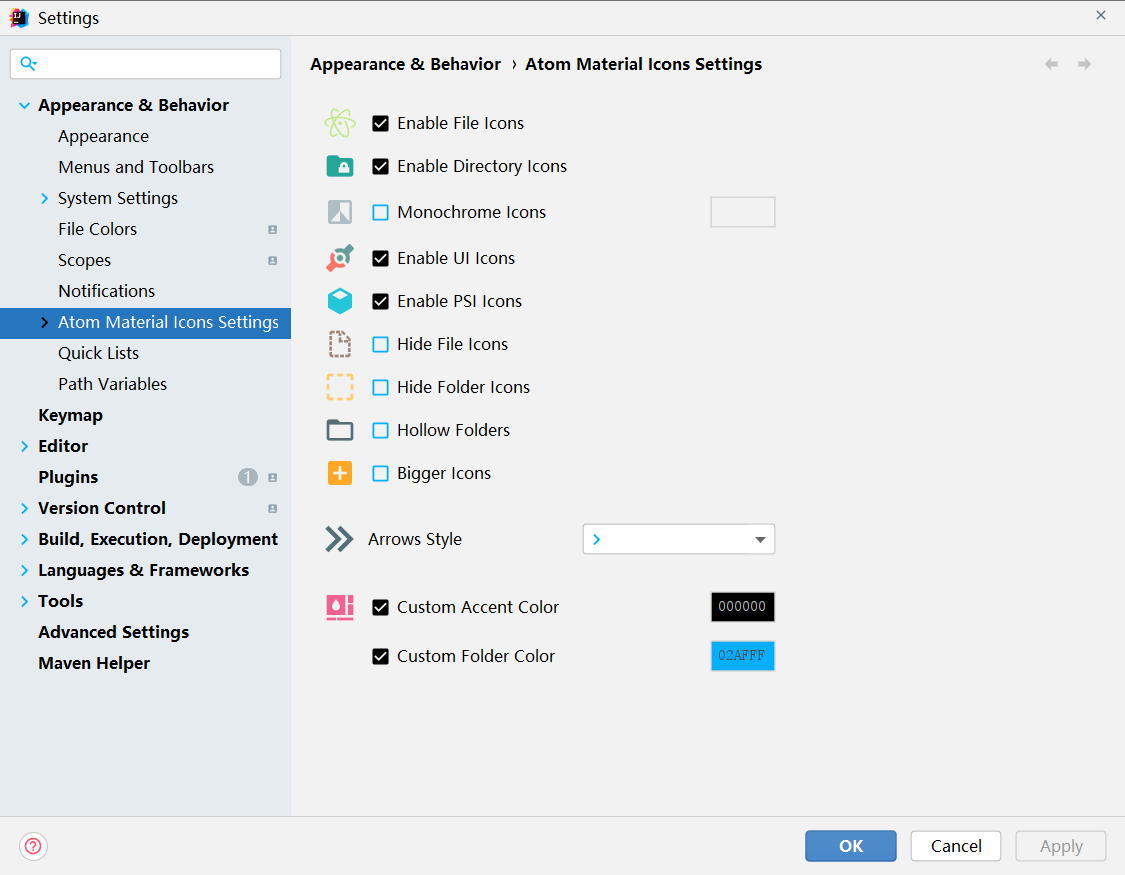 Settings
Appearance & Behavior
Appearance
Menus and Toolbars
System Settings
File Colors
Scopes
Notifications
Atom Material Icons Settings
Quick Lists
Path Variables
Keymap
Editor
Plugins 1
Version Control
Build, Execution, Deployment
Languages & Frameworks
Tools
Advanced Settings
Maven Helper
Appearance & Behavior › Atom Material Icons Settings
Enable File Icons
Enable Directory Icons
Monochrome Icons
Enable UI Icons
Enable PSI Icons
Hide File Icons
Hide Folder Icons
Hollow Folders
Bigger Icons
Arrows Style
Custom Accent Color 000000
Custom Folder Color 02AFFF
OK Cancel Apply